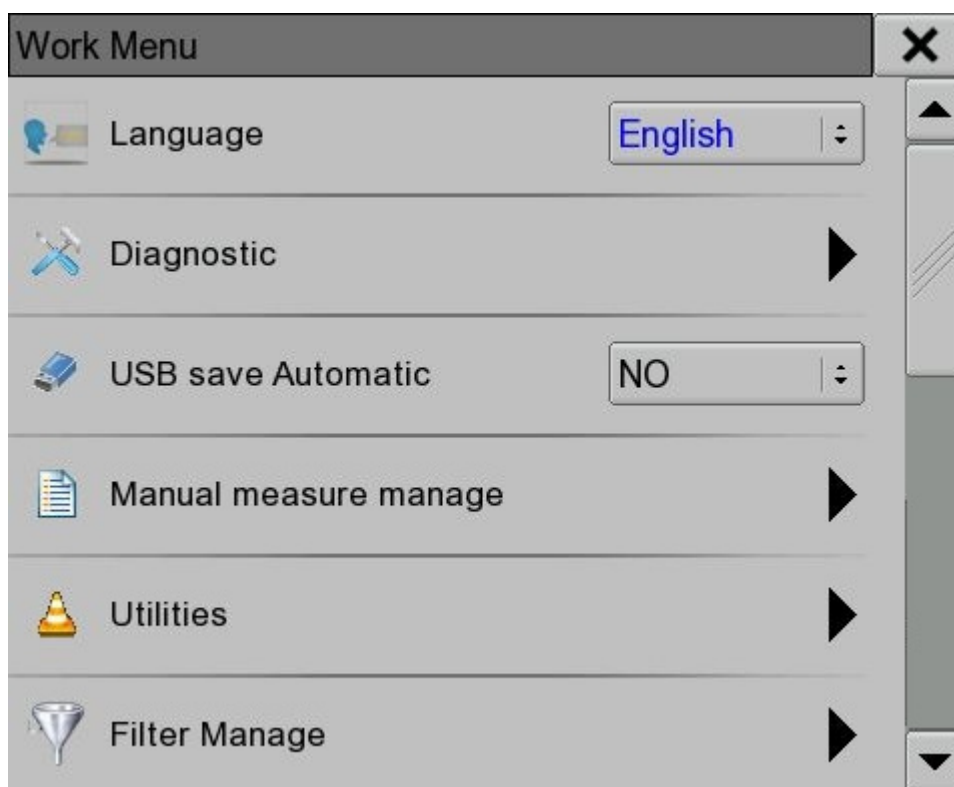 Work Menu
Language English
Diagnostic
USB save Automatic NO
Manual measure manage
Utilities
Filter Manage